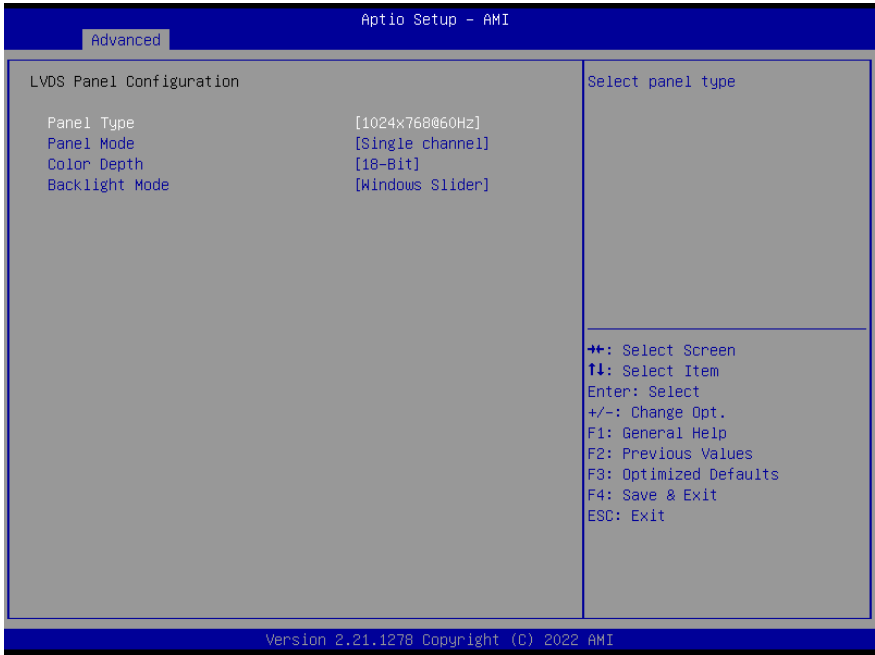 Aptio Setup – AMI
Advanced
LVDS Panel Configuration
Panel Type [1024x768@60Hz]
Panel Mode [Single channel]
Color Depth [18-Bit]
Backlight Mode [Windows Slider]
Select panel type
→←: Select Screen
↑↓: Select Item
Enter: Select
+/-: Change Opt.
F1: General Help
F2: Previous Values
F3: Optimized Defaults
F4: Save & Exit
ESC: Exit
Version 2.21.1278 Copyright (C) 2022 AMI